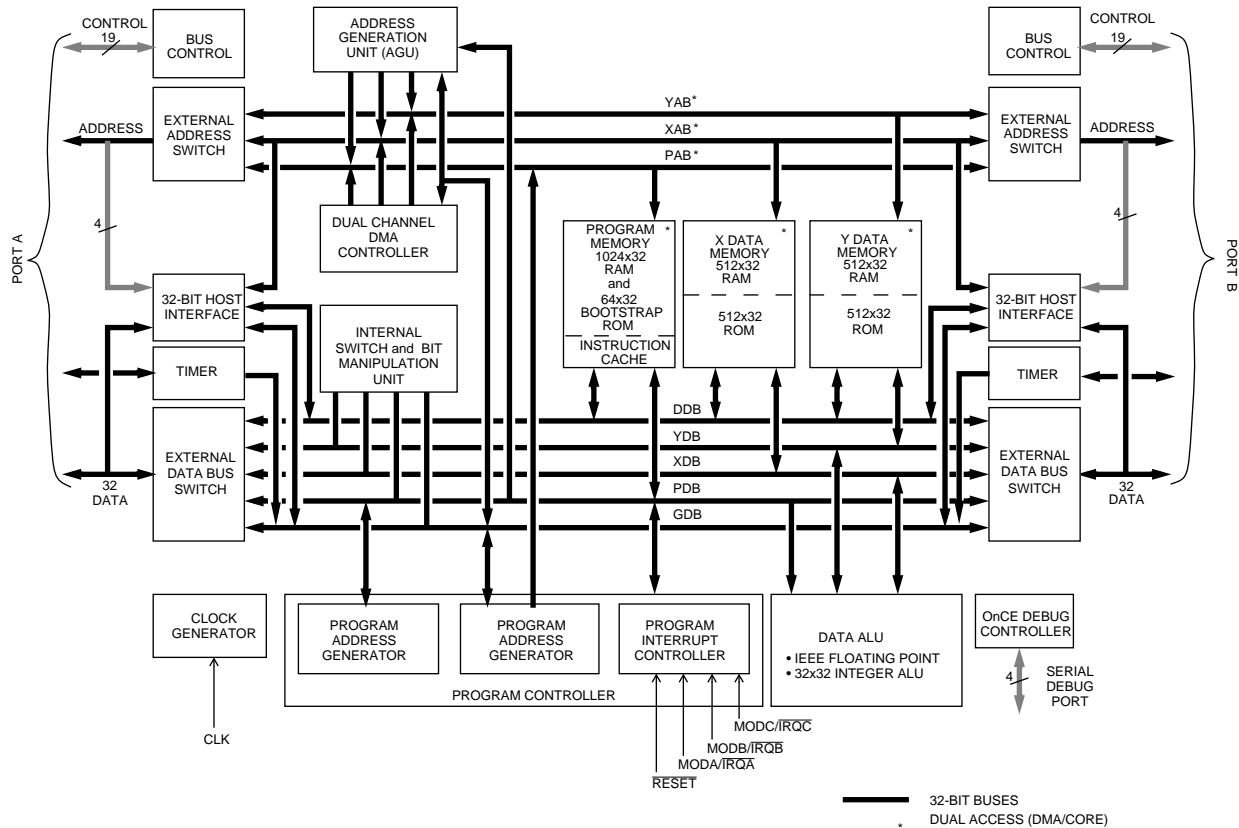 CONTROL
19
BUS
CONTROL
ADDRESS
GENERATION
UNIT (AGU)
BUS
CONTROL
CONTROL
19
EXTERNAL
ADDRESS
SWITCH
ADDRESS
YAB*
XAB*
PAB*
EXTERNAL
ADDRESS
SWITCH
ADDRESS
4
PORT A
DUAL CHANNEL
DMA
CONTROLLER
PROGRAM *
MEMORY
1024x32
RAM
and
64x32
BOOTSTRAP
ROM
INSTRUCTION
CACHE
*
X DATA
MEMORY
512x32
RAM
512x32
ROM
*
Y DATA
MEMORY
512x32
RAM
512x32
ROM
4
PORT B
32-BIT HOST
INTERFACE
INTERNAL
SWITCH and BIT
MANIPULATION
UNIT
32-BIT HOST
INTERFACE
TIMER
TIMER
DDB
YDB
XDB
PDB
GDB
EXTERNAL
DATA BUS
SWITCH
32
DATA
EXTERNAL
DATA BUS
SWITCH
32
DATA
CLOCK
GENERATOR
CLK
PROGRAM
ADDRESS
GENERATOR
PROGRAM
ADDRESS
GENERATOR
PROGRAM
INTERRUPT
CONTROLLER
PROGRAM CONTROLLER
DATA ALU
• IEEE FLOATING POINT
• 32x32 INTEGER ALU
OnCE DEBUG
CONTROLLER
4
SERIAL
DEBUG
PORT
MODC/IRQC
MODB/IRQB
MODA/IRQA
RESET
32-BIT BUSES
* DUAL ACCESS (DMA/CORE)